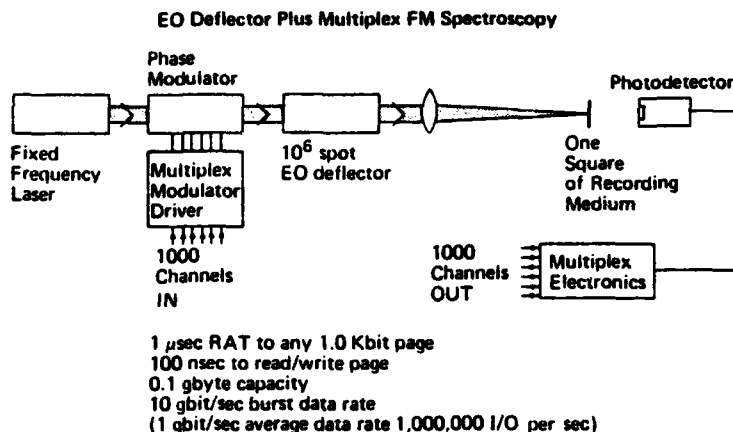 EO Deflector Plus Multiplex FM Spectroscopy
Phase
Modulator
Photodetector
Fixed
Frequency
Laser
Multiplex
Modulator
Driver
10⁶ spot
EO deflector
One
Square
of Recording
Medium
1000
Channels
IN
1000
Channels
OUT
Multiplex
Electronics
1 μsec RAT to any 1.0 Kbit page
100 nsec to read/write page
0.1 gbyte capacity
10 gbit/sec burst data rate
(1 gbit/sec average data rate 1,000,000 I/O per sec)